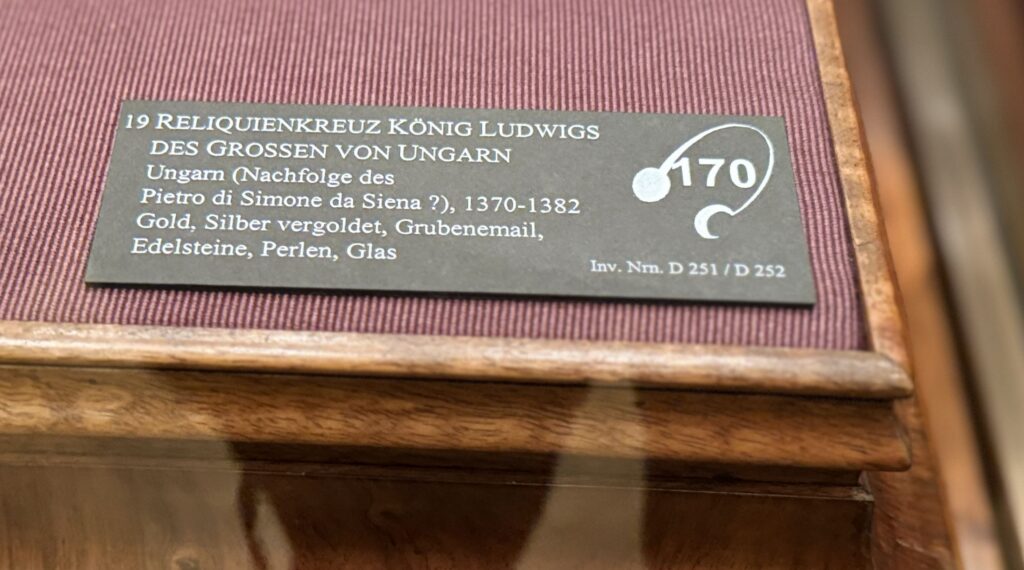 19 RELIQUIENKREUZ KÖNIG LUDWIGS
DES GROSSEN VON UNGARN
Ungarn (Nachfolge des
Pietro di Simone da Siena ?), 1370-1382
Gold, Silber vergoldet, Grubenemail,
Edelsteine, Perlen, Glas
170
Inv. Nrn. D 251 / D 252